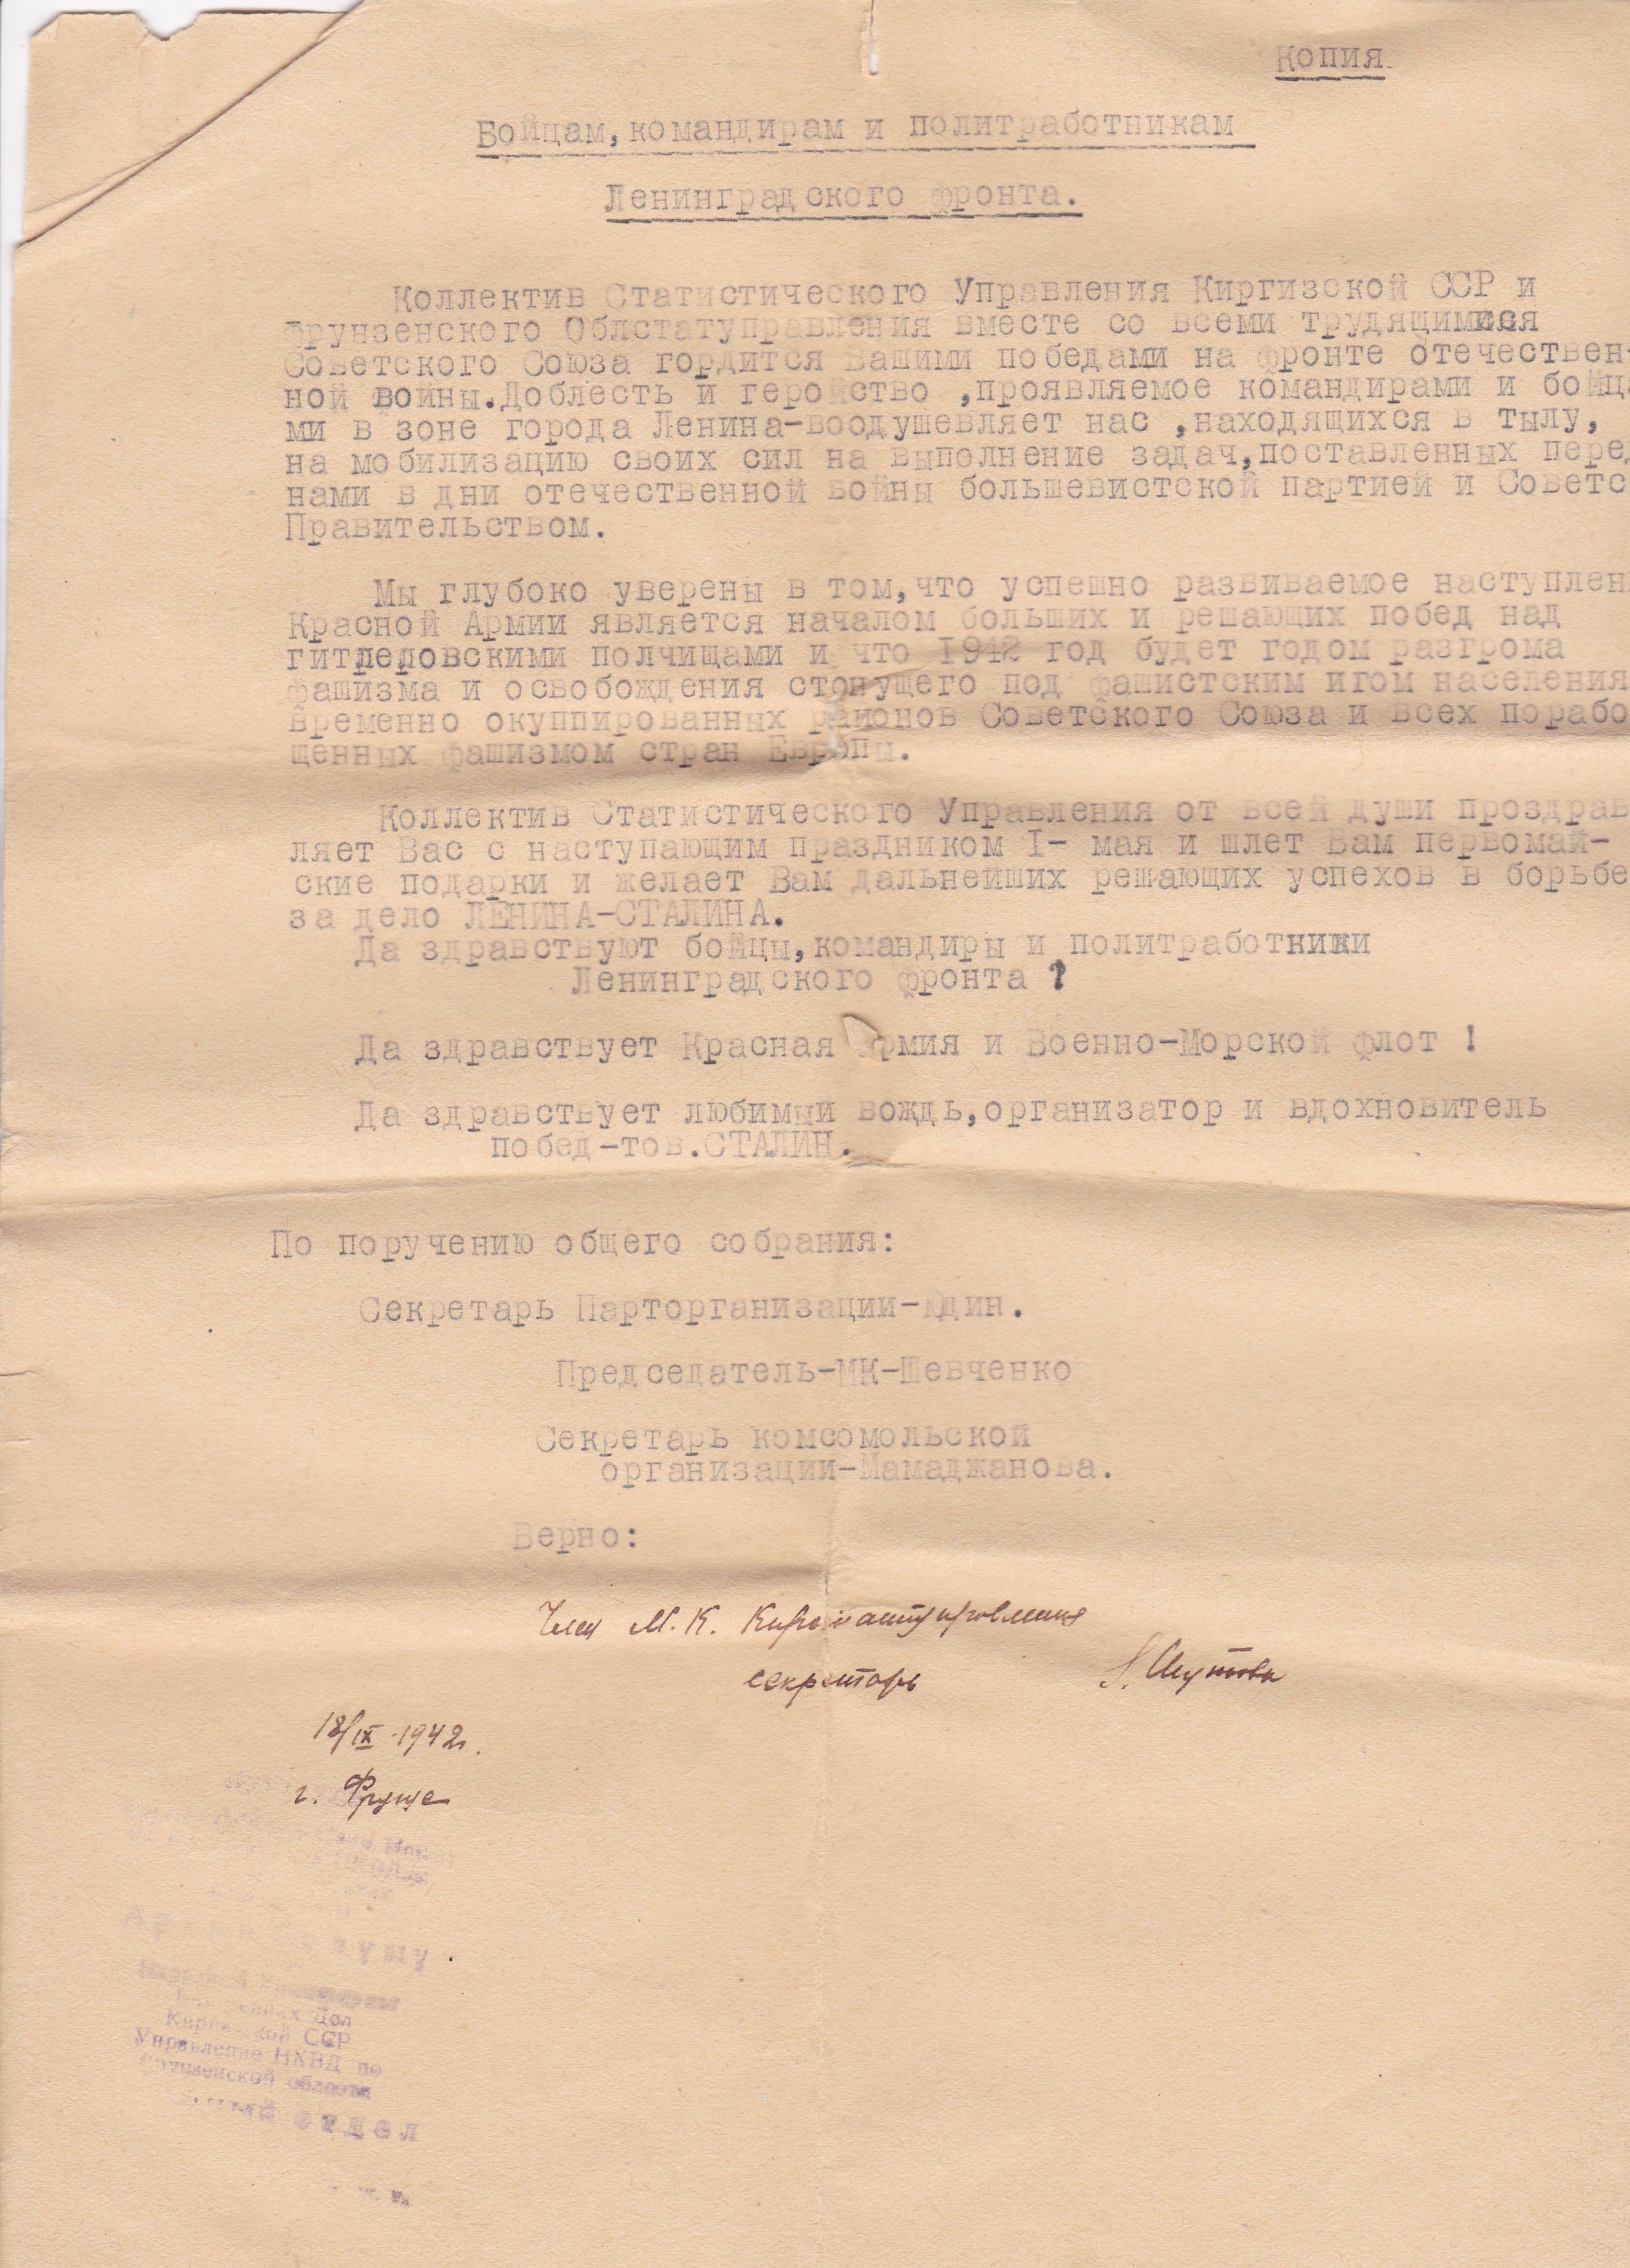 Копия.
Бойцам,командирам и политработникам
Ленинградского фронта.
Коллектив Статистического Управления Киргизской ССР и
Фрунзенского Облстатуправления вместе со всеми трудящимися
Советского Союза гордится Вашими победами на фронте отечествен-
ной войны.Доблесть и геройство ,проявляемое командирами и бойца
ми в зоне города Ленина-воодушевляет нас ,находящихся в тылу,
на мобилизацию своих сил на выполнение задач,поставленных перед
нами в дни отечественной войны большевистской партией и Советс
Правительством.
Мы глубоко уверены в том,что успешно развиваемое наступлен
Красной Армии является началом больших и решающих побед над
гитлеровскими полчищами и что 1942 год будет годом разгрома
фашизма и освобождения стонущего под фашистским игом населения
временно окуппированных районов Советского Союза и всех порабо
щенных фашизмом стран Европы.
Коллектив Статистического Управления от всей души проздрав
ляет Вас с наступающим праздником I- мая и шлет Вам первомай-
ские подарки и желает Вам дальнейших решающих успехов в борьбе
за дело ЛЕНИНА-СТАЛИНА.
Да здравствуют бойцы,командиры и политработники
Ленинградского фронта !
Да здравствует Красная Армия и Военно-Морской флот !
Да здравствует любимый вождь,организатор и вдохновитель
побед-тов.СТАЛИН.
По поручению общего собрания:
Секретарь Парторганизации-Юдин.
Председатель-МК-Шевченко
Секретарь комсомольской
организации-Мамаджанова.
Верно:
Член М.К.
секретарь
18/IX-1942г.
г. Фрунзе
Дел
Киргизской ССР
Управление НКВД по
Фрунзенской области
отдел